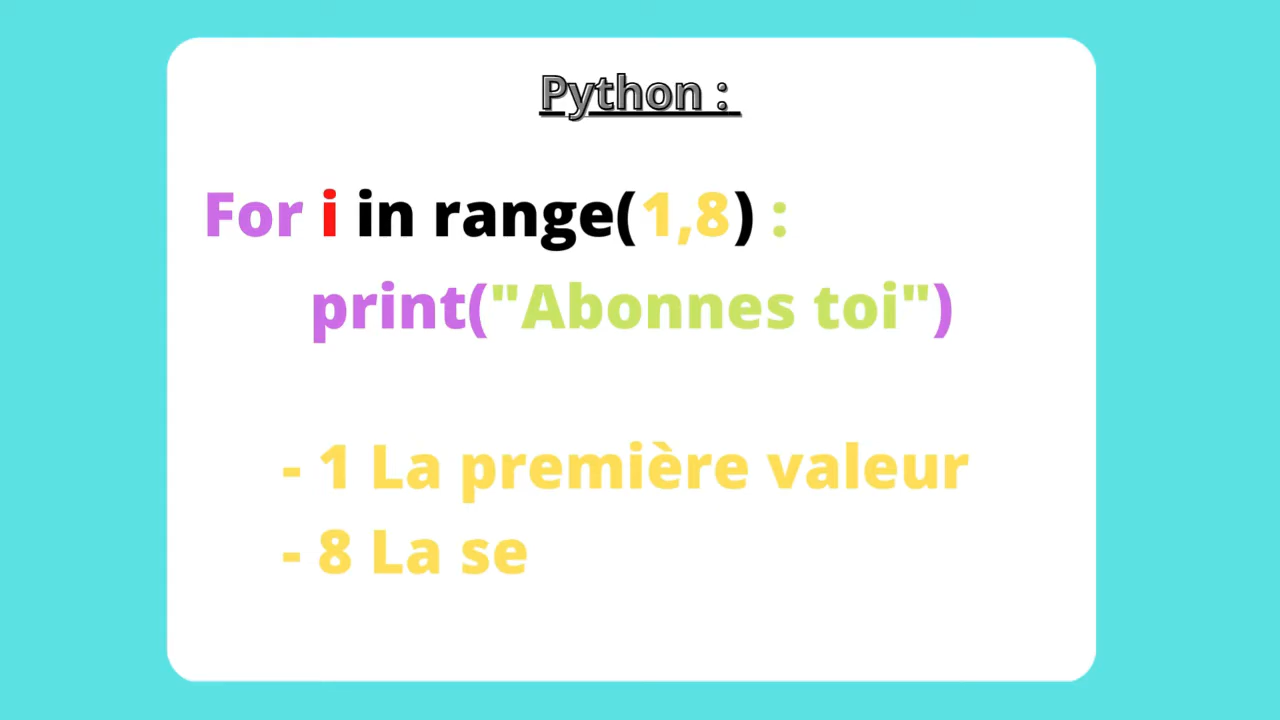 Python :
For i in range(1,8) :
print("Abonnes toi")
- 1 La première valeur
- 8 La se